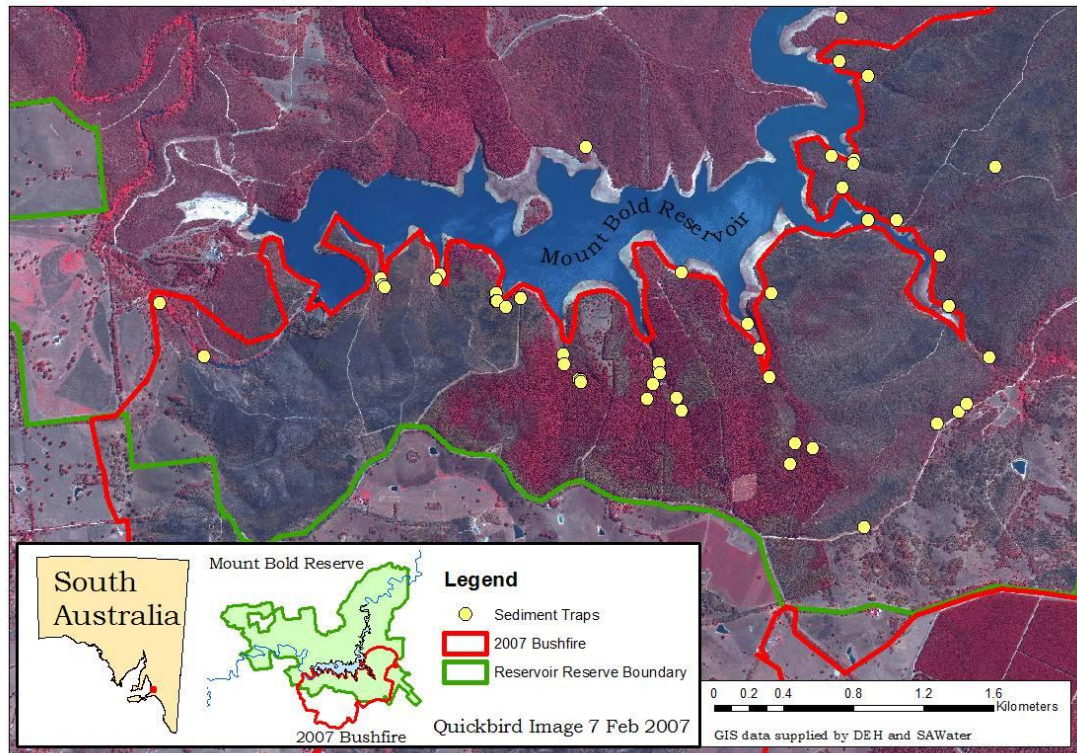 Mount Bold Reservoir
South
Australia
Mount Bold Reserve
2007 Bushfire
Legend
Sediment Traps
2007 Bushfire
Reservoir Reserve Boundary
Quickbird Image 7 Feb 2007
0 0.2 0.4 0.8 1.2 1.6
Kilometers
GIS data supplied by DEH and SAWater